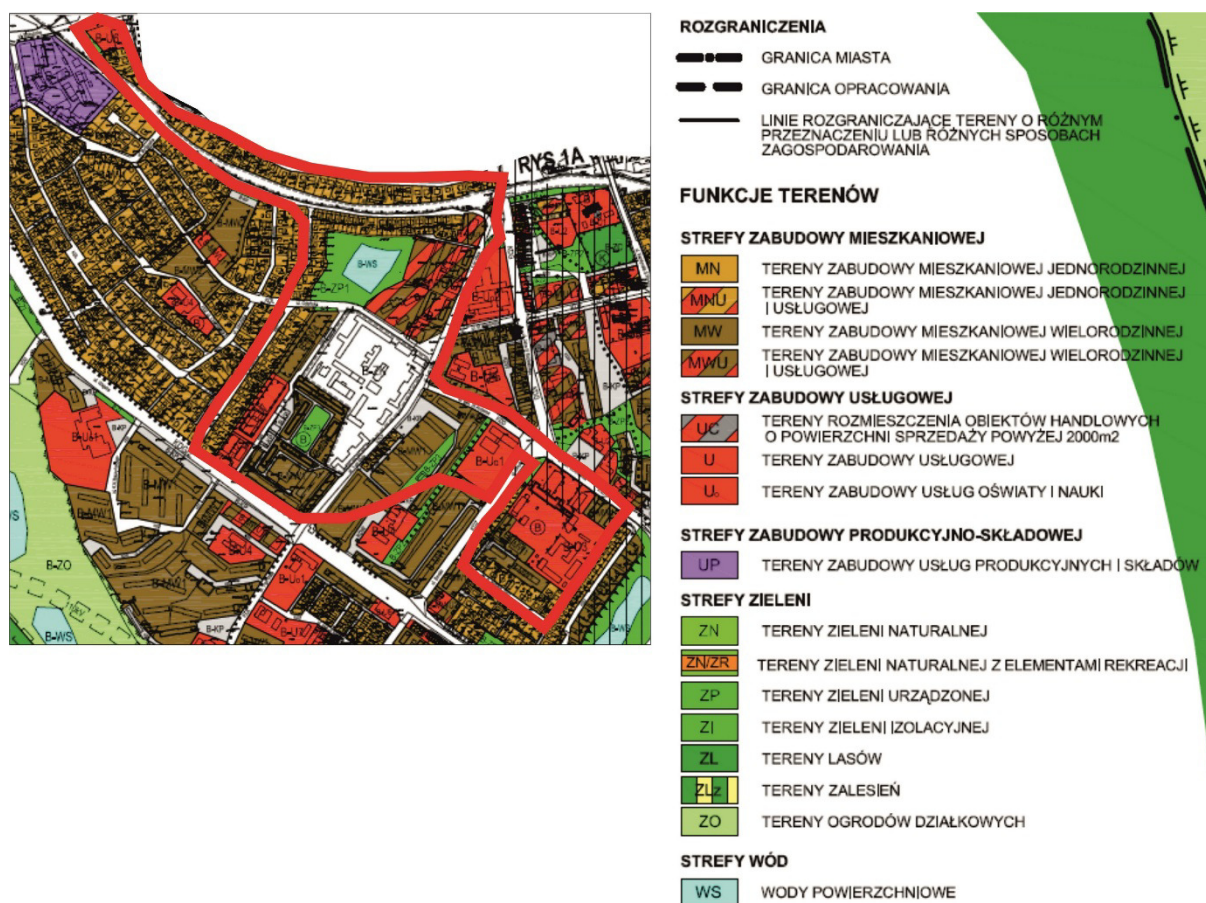 RYS.1A
B-WS
B-ZP1
B-Uo1
B-MW1
B-MW1
B-ZO
B-Uo1
B-KP
B-WS
B-WS
B
B
ROZGRANICZENIA
GRANICA MIASTA
GRANICA OPRACOWANIA
LINIE ROZGRANICZAJĄCE TERENY O RÓŻNYM
PRZEZNACZENIU LUB RÓŻNYCH SPOSOBACH
ZAGOSPODAROWANIA
FUNKCJE TERENÓW
STREFY ZABUDOWY MIESZKANIOWEJ
MN TERENY ZABUDOWY MIESZKANIOWEJ JEDNORODZINNEJ
MNU TERENY ZABUDOWY MIESZKANIOWEJ JEDNORODZINNEJ
I USŁUGOWEJ
MW TERENY ZABUDOWY MIESZKANIOWEJ WIELORODZINNEJ
MWU TERENY ZABUDOWY MIESZKANIOWEJ WIELORODZINNEJ
I USŁUGOWEJ
STREFY ZABUDOWY USŁUGOWEJ
UC TERENY ROZMIESZCZENIA OBIEKTÓW HANDLOWYCH
O POWIERZCHNI SPRZEDAŻY POWYŻEJ 2000m2
U TERENY ZABUDOWY USŁUGOWEJ
Uo TERENY ZABUDOWY USŁUG OŚWIATY I NAUKI
STREFY ZABUDOWY PRODUKCYJNO-SKŁADOWEJ
UP TERENY ZABUDOWY USŁUG PRODUKCYJNYCH I SKŁADÓW
STREFY ZIELENI
ZN TERENY ZIELENI NATURALNEJ
ZN/ZR TERENY ZIELENI NATURALNEJ Z ELEMENTAMI REKREACJI
ZP TERENY ZIELENI URZĄDZONEJ
ZI TERENY ZIELENI IZOLACYJNEJ
ZL TERENY LASÓW
ZLz TERENY ZALESIEŃ
ZO TERENY OGRODÓW DZIAŁKOWYCH
STREFY WÓD
WS WODY POWIERZCHNIOWE